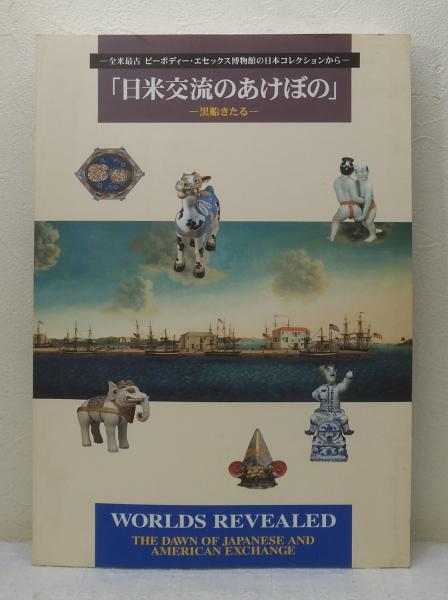 ―全米最古 ピーボディー・エセックス博物館の日本コレクションから―
「日米交流のあけぼの」
―黒船きたる―
WORLDS REVEALED
THE DAWN OF JAPANESE AND
AMERICAN EXCHANGE